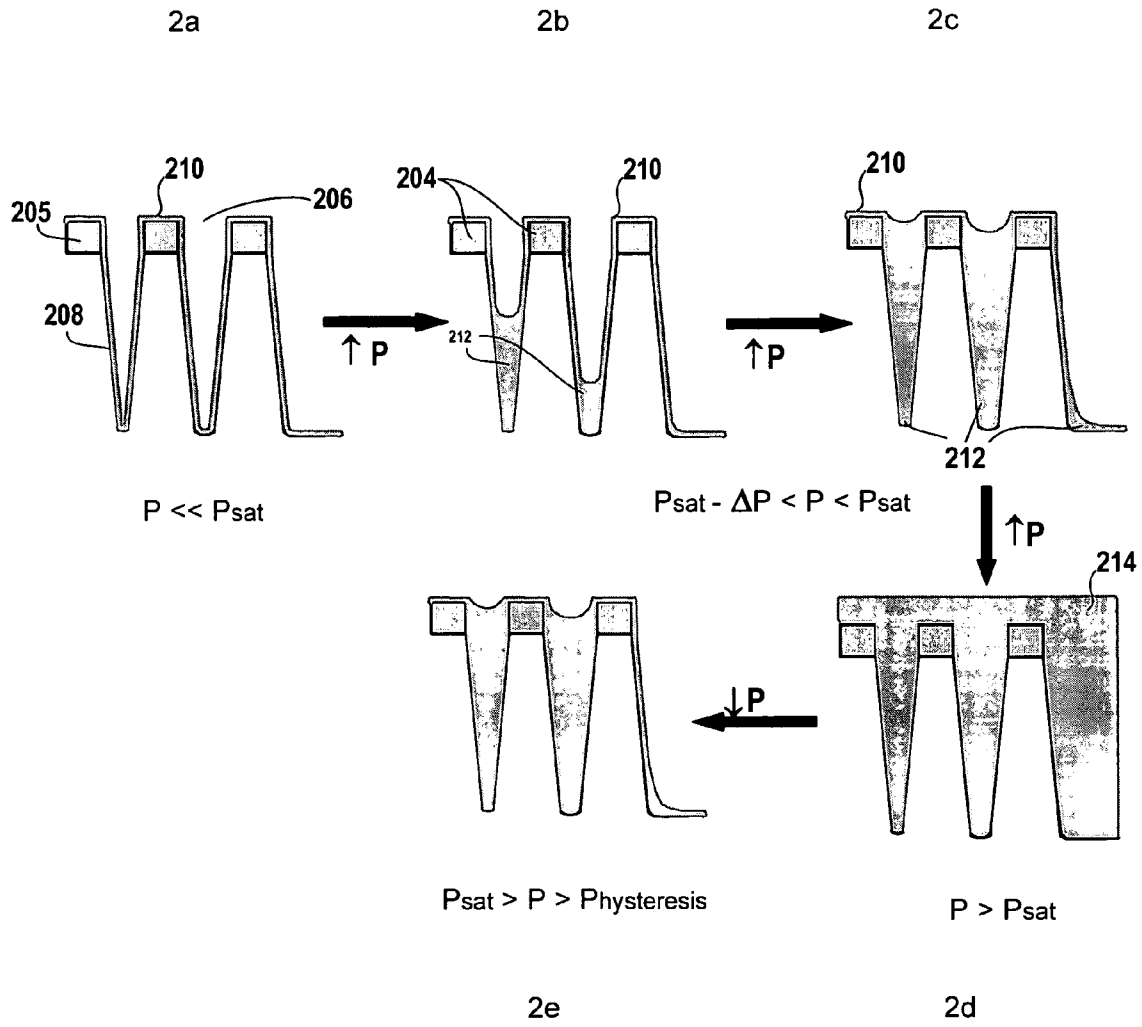 2a
2b
2c
210
205
206
208
↑ P
P << Psat
204
210
212
↑ P
Psat - ΔP < P < Psat
210
212
↑P
214
↓P
Psat > P > Physteresis
P > Psat
2e
2d